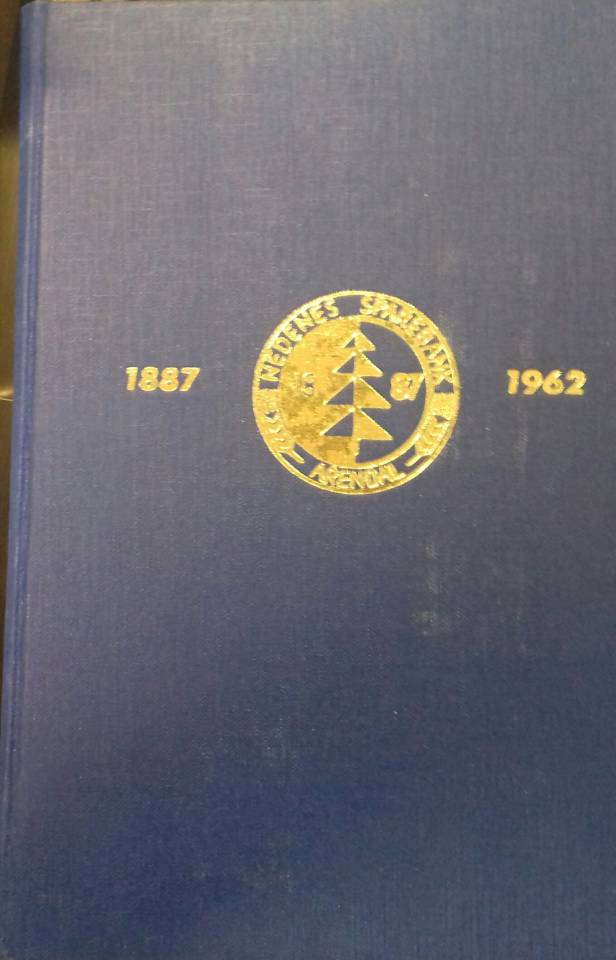 NEDENES SPAREBANK
1887
18 87
1962
ARENDAL